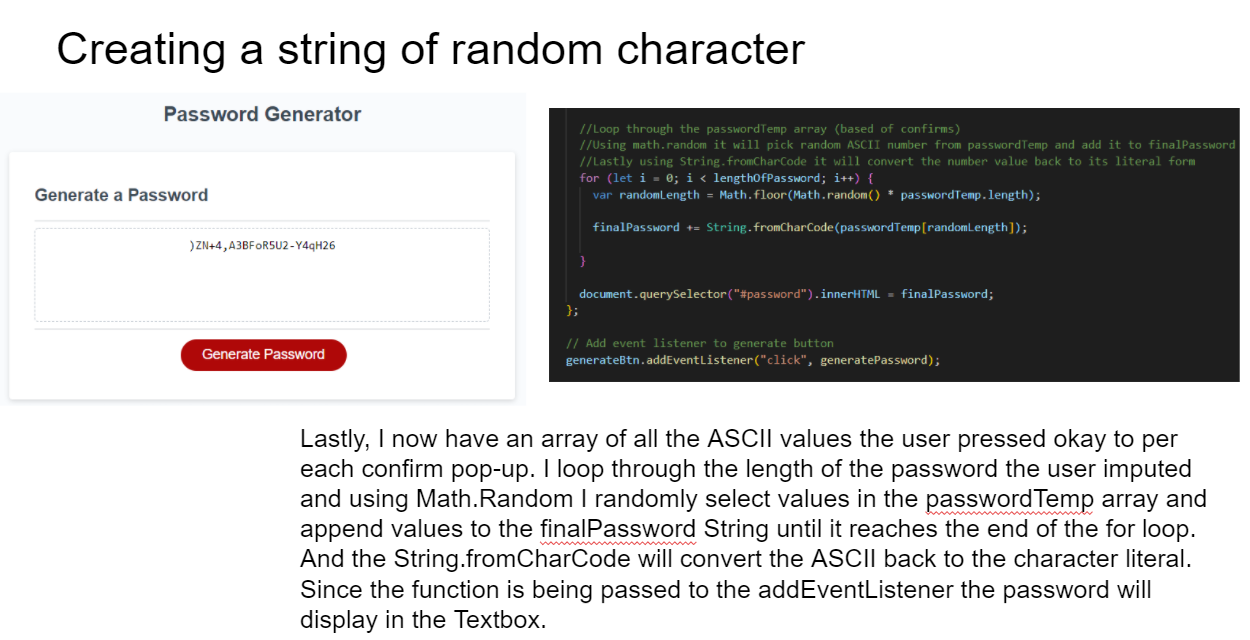 Creating a string of random character
Password Generator
Generate a Password
)ZN+4,A3BFoR5U2-Y4qH26
Generate Password
//Loop through the passwordTemp array (based of confirms)
//Using math.random it will pick random ASCII number from passwordTemp and add it to finalPassword
//Lastly using String.fromCharCode it will convert the number value back to its literal form
for (let i = 0; i < lengthOfPassword; i++) {
var randomLength = Math.floor(Math.random() * passwordTemp.length);
finalPassword += String.fromCharCode(passwordTemp[randomLength]);
}
document.querySelector("#password").innerHTML = finalPassword;
};
// Add event listener to generate button
generateBtn.addEventListener("click", generatePassword);
Lastly, I now have an array of all the ASCII values the user pressed okay to per
each confirm pop-up. I loop through the length of the password the user imputed
and using Math.Random I randomly select values in the passwordTemp array and
append values to the finalPassword String until it reaches the end of the for loop.
And the String.fromCharCode will convert the ASCII back to the character literal.
Since the function is being passed to the addEventListener the password will
display in the Textbox.